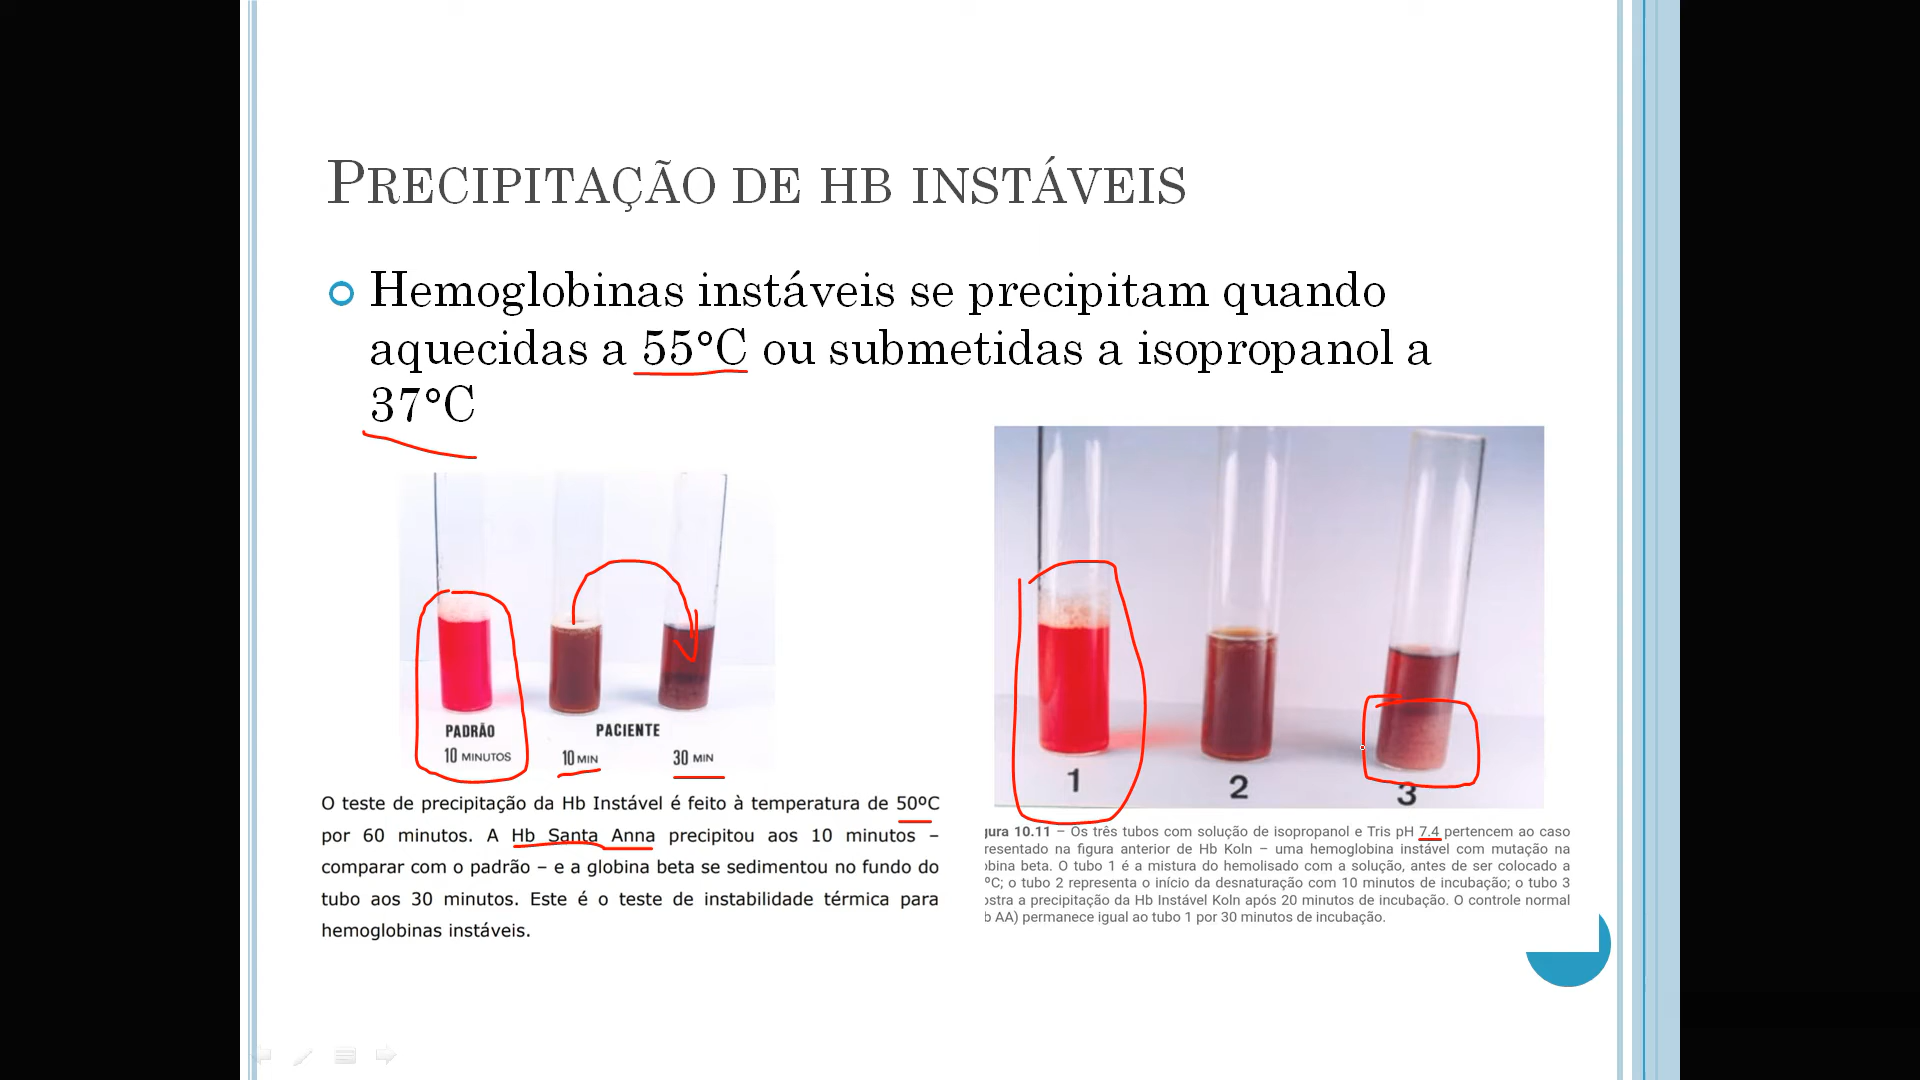 PRECIPITAÇÃO DE HB INSTÁVEIS
Hemoglobinas instáveis se precipitam quando
aquecidas a 55°C ou submetidas a isopropanol a
37°C
PADRÃO
10 MINUTOS
PACIENTE
10 MIN
30 MIN
O teste de precipitação da Hb Instável é feito à temperatura de 50ºC
por 60 minutos. A Hb Santa Anna precipitou aos 10 minutos –
comparar com o padrão – e a globina beta se sedimentou no fundo do
tubo aos 30 minutos. Este é o teste de instabilidade térmica para
hemoglobinas instáveis.
1
2
3
gura 10.11 – Os três tubos com solução de isopropanol e Tris pH 7.4 pertencem ao caso
resentado na figura anterior de Hb Koln – uma hemoglobina instável com mutação na
obina beta. O tubo 1 é a mistura do hemolisado com a solução, antes de ser colocado a
ºC; o tubo 2 representa o início da desnaturação com 10 minutos de incubação; o tubo 3
ostra a precipitação da Hb Instável Koln após 20 minutos de incubação. O controle normal
b AA) permanece igual ao tubo 1 por 30 minutos de incubação.